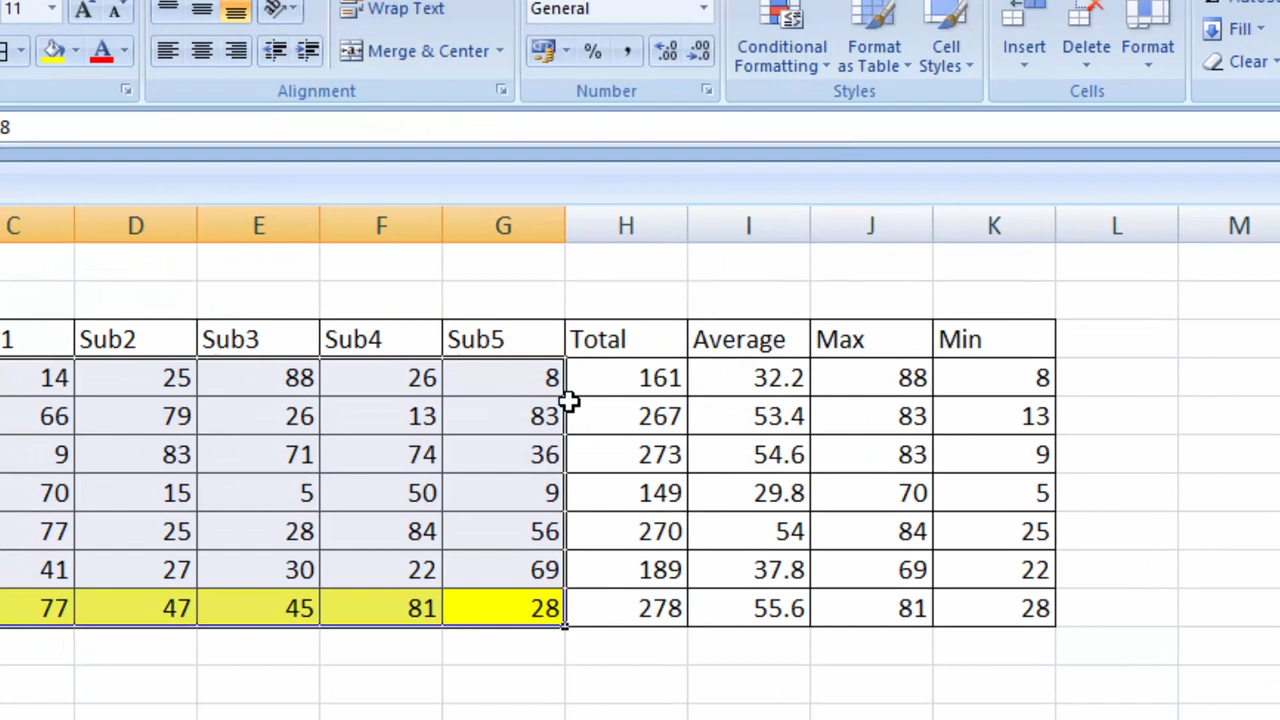 11 Wrap Text General
Merge & Center % ,
Conditional Formatting Format as Table Cell Styles Insert Delete Format Fill Clear
Alignment Number Styles Cells
8
C D E F G H I J K L M
1 Sub2 Sub3 Sub4 Sub5 Total Average Max Min
14 25 88 26 8 161 32.2 88 8
66 79 26 13 83 267 53.4 83 13
9 83 71 74 36 273 54.6 83 9
70 15 5 50 9 149 29.8 70 5
77 25 28 84 56 270 54 84 25
41 27 30 22 69 189 37.8 69 22
77 47 45 81 28 278 55.6 81 28